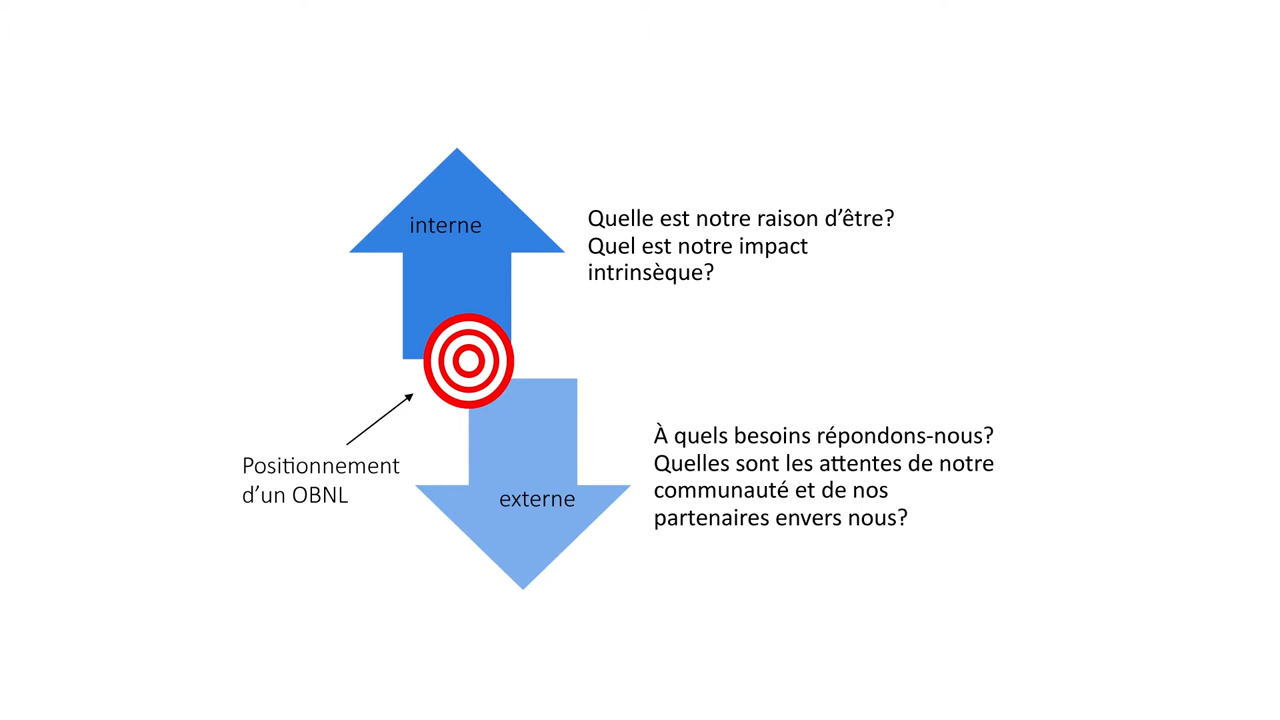 interne
Quelle est notre raison d’être?
Quel est notre impact
intrinsèque?
À quels besoins répondons-nous?
Quelles sont les attentes de notre
communauté et de nos
partenaires envers nous?
externe
Positionnement
d’un OBNL